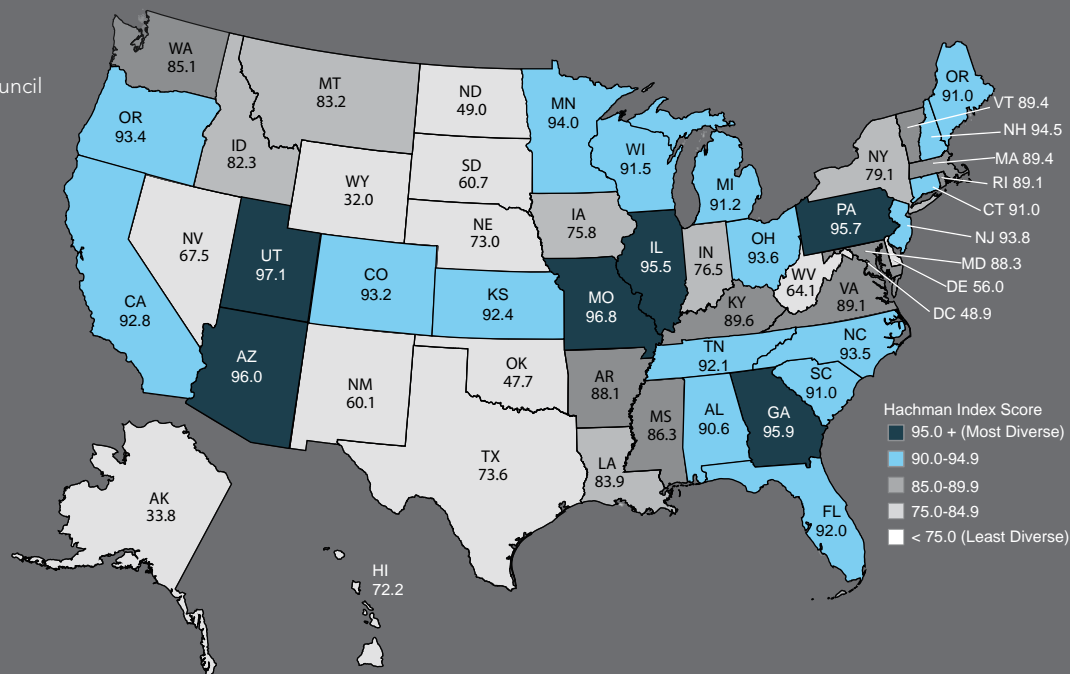 uncil
WA
85.1
OR
93.4
CA
92.8
NV
67.5
ID
82.3
MT
83.2
WY
32.0
UT
97.1
AZ
96.0
CO
93.2
NM
60.1
ND
49.0
SD
60.7
NE
73.0
KS
92.4
OK
47.7
TX
73.6
MN
94.0
IA
75.8
MO
96.8
AR
88.1
LA
83.9
WI
91.5
IL
95.5
MI
91.2
IN
76.5
OH
93.6
KY
89.6
TN
92.1
MS
86.3
AL
90.6
GA
95.9
FL
92.0
SC
91.0
NC
93.5
VA
89.1
WV
64.1
PA
95.7
NY
79.1
OR
91.0
VT 89.4
NH 94.5
MA 89.4
RI 89.1
CT 91.0
NJ 93.8
MD 88.3
DE 56.0
DC 48.9
AK
33.8
HI
72.2
Hachman Index Score
95.0 + (Most Diverse)
90.0-94.9
85.0-89.9
75.0-84.9
< 75.0 (Least Diverse)